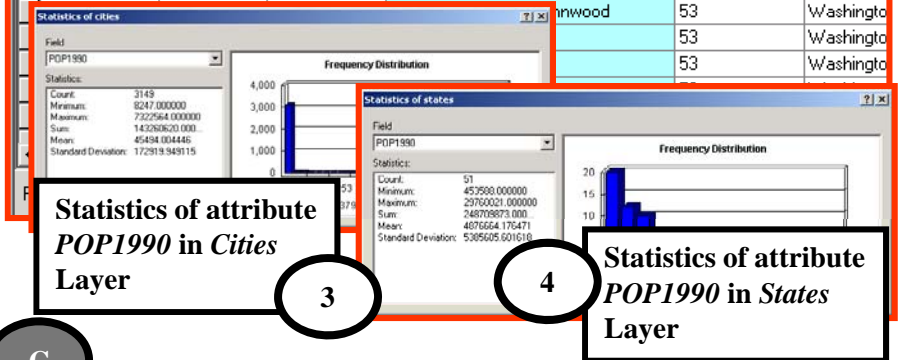 nnwood 53 Washingto
53 Washingto
53 Washingto
Statistics of cities
Field
POP1990
Statistics:
Count: 3149
Minimum: 8247.000000
Maximum: 7322564.000000
Sum: 143260620.000...
Mean: 45494.004446
Standard Deviation: 172919.949115
Frequency Distribution
4,000
3,000
2,000
1,000
0
53
379
Statistics of states
Field
POP1990
Statistics:
Count: 51
Minimum: 453588.000000
Maximum: 29760021.000000
Sum: 248709873.000...
Mean: 4876664.176471
Standard Deviation: 5385605.601618
Frequency Distribution
20
15
10
Statistics of attribute
POP1990 in Cities
Layer
3
4
Statistics of attribute
POP1990 in States
Layer
C